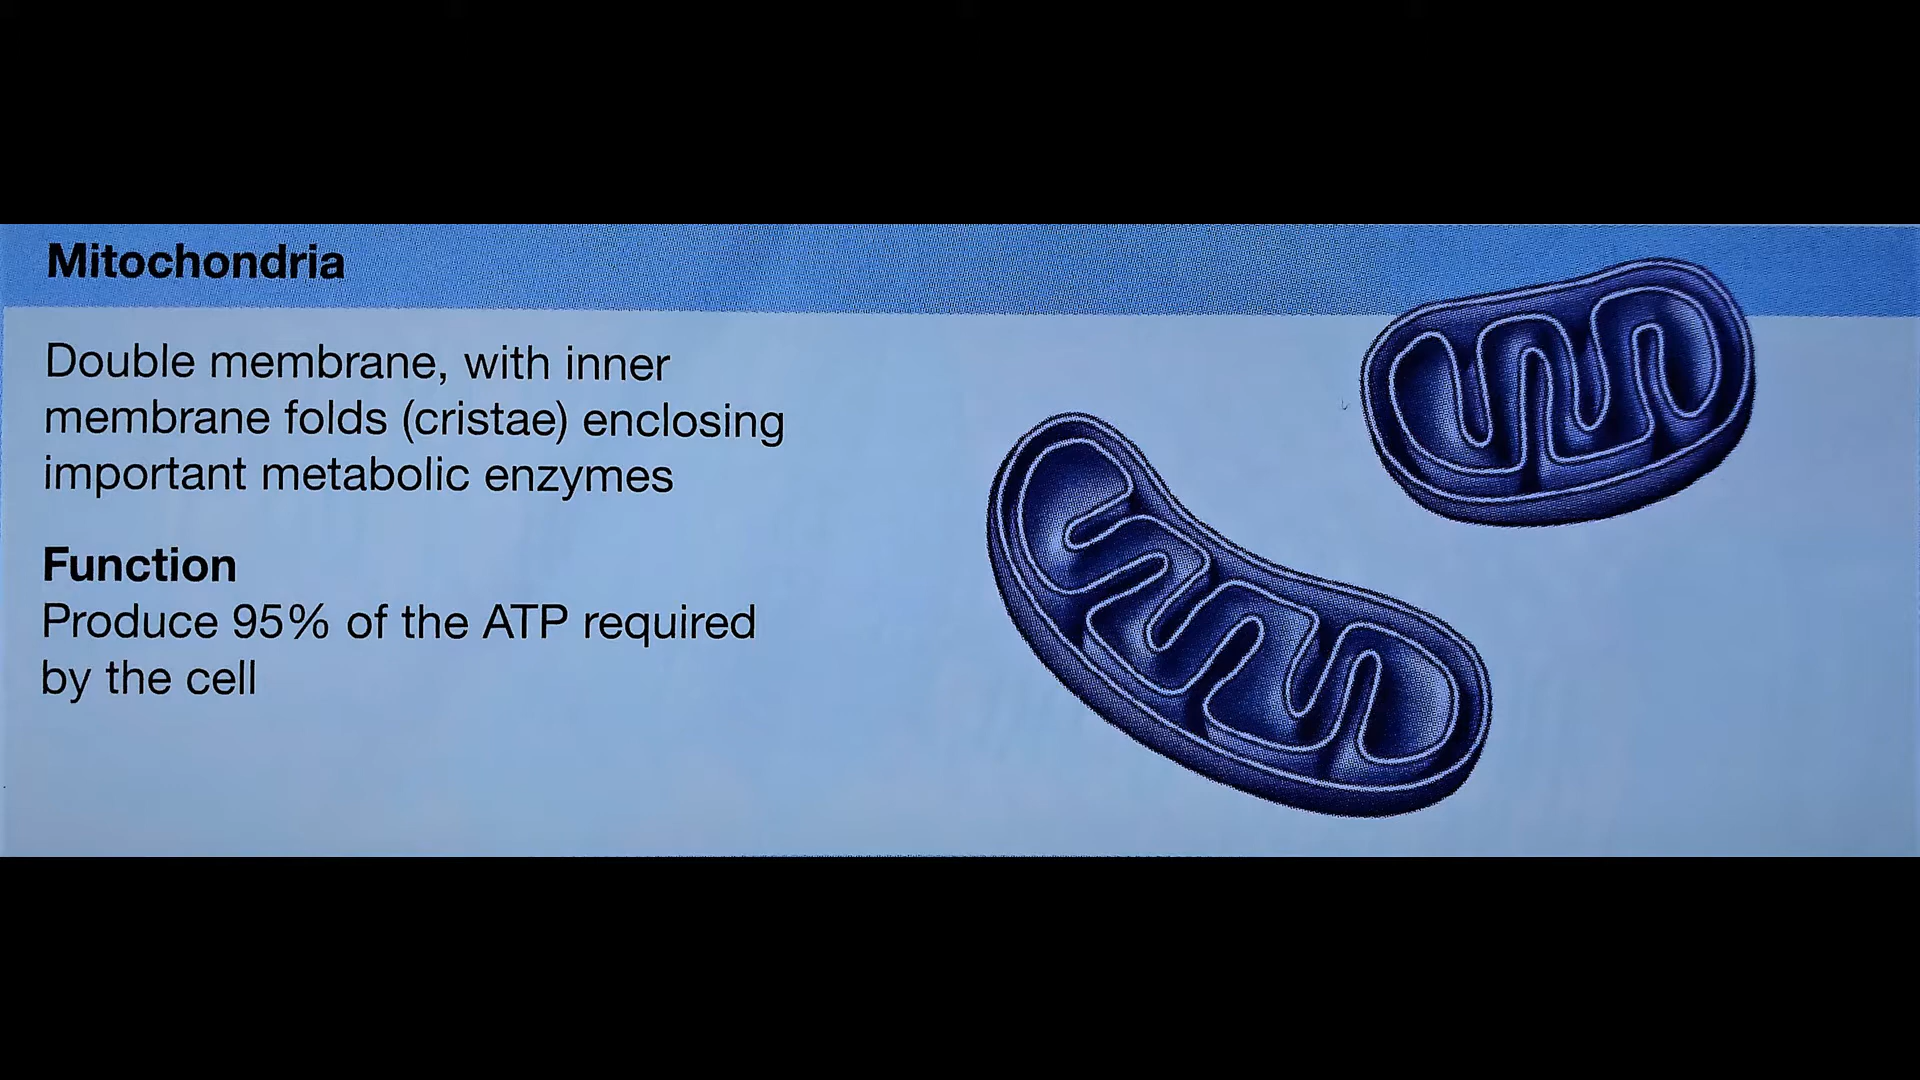 Mitochondria
Double membrane, with inner
membrane folds (cristae) enclosing
important metabolic enzymes
Function
Produce 95% of the ATP required
by the cell